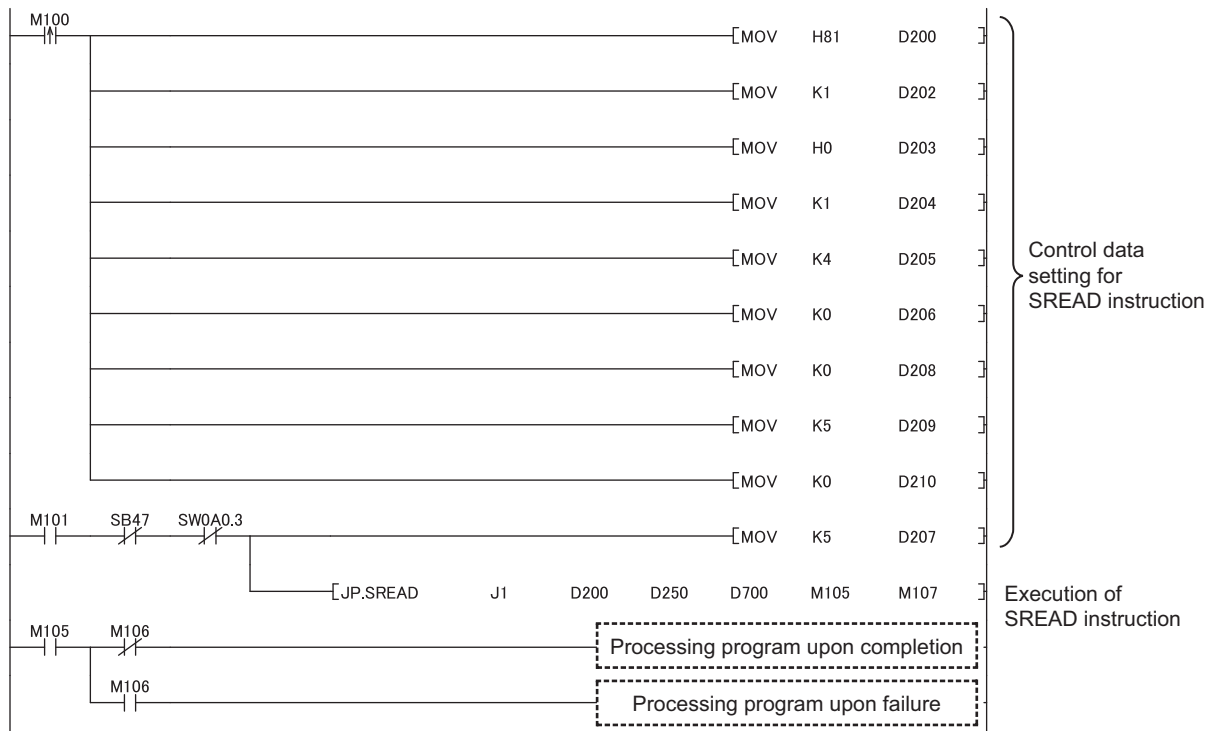 M100
[MOV H81 D200 ]
[MOV K1 D202 ]
[MOV H0 D203 ]
[MOV K1 D204 ]
[MOV K4 D205 ]
Control data
setting for
SREAD instruction
[MOV K0 D206 ]
[MOV K0 D208 ]
[MOV K5 D209 ]
[MOV K0 D210 ]
M101 SB47 SW0A0.3
[MOV K5 D207 ]
[JP.SREAD J1 D200 D250 D700 M105 M107 ]
Execution of
SREAD instruction
M105 M106
Processing program upon completion
M106
Processing program upon failure